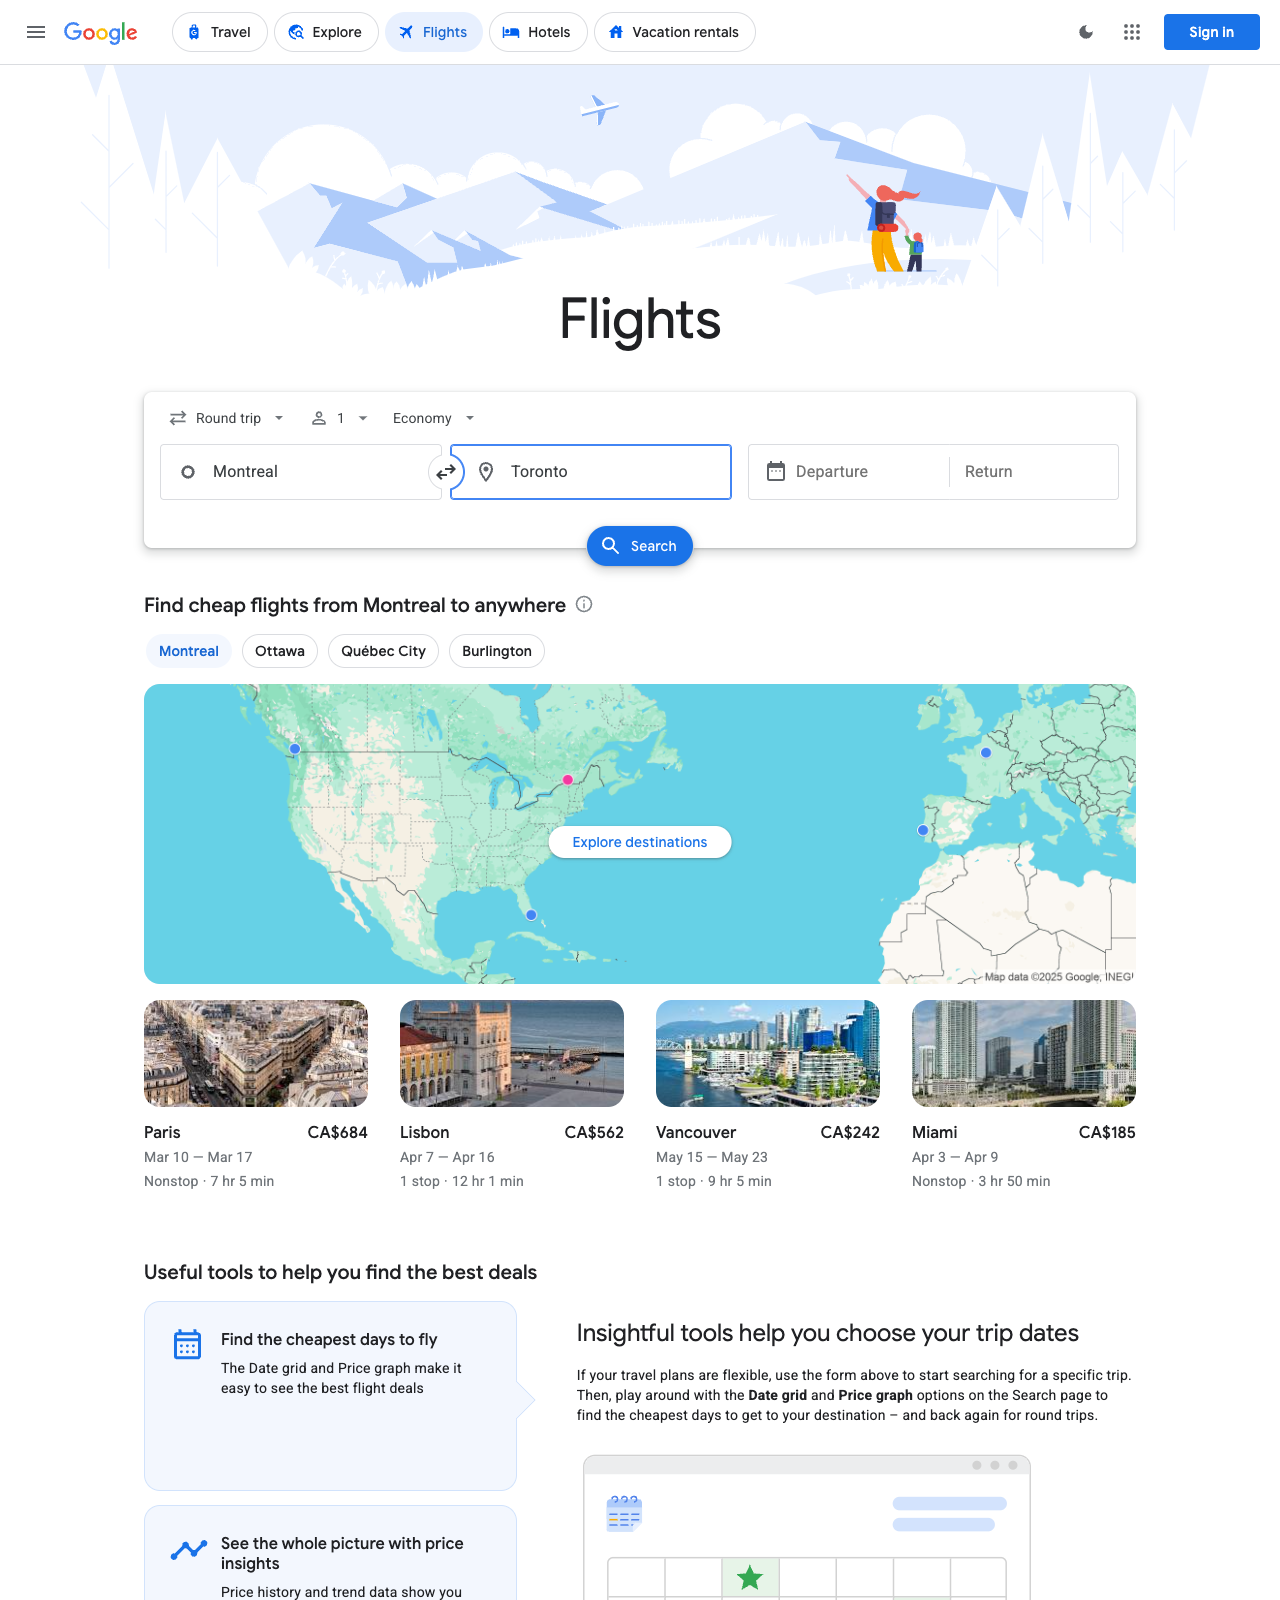 Google
Travel
Explore
Flights
Hotels
Vacation rentals
Sign in
Flights
Round trip
1
Economy
Montreal
Toronto
Departure
Return
Search
Find cheap flights from Montreal to anywhere
Montreal
Ottawa
Québec City
Burlington
Explore destinations
Map data ©2025 Google, INEGI
Paris CA$684
Mar 10 — Mar 17
Nonstop · 7 hr 5 min
Lisbon CA$562
Apr 7 — Apr 16
1 stop · 12 hr 1 min
Vancouver CA$242
May 15 — May 23
1 stop · 9 hr 5 min
Miami CA$185
Apr 3 — Apr 9
Nonstop · 3 hr 50 min
Useful tools to help you find the best deals
Find the cheapest days to fly
The Date grid and Price graph make it
easy to see the best flight deals
See the whole picture with price
insights
Price history and trend data show you
Insightful tools help you choose your trip dates
If your travel plans are flexible, use the form above to start searching for a specific trip.
Then, play around with the Date grid and Price graph options on the Search page to
find the cheapest days to get to your destination – and back again for round trips.